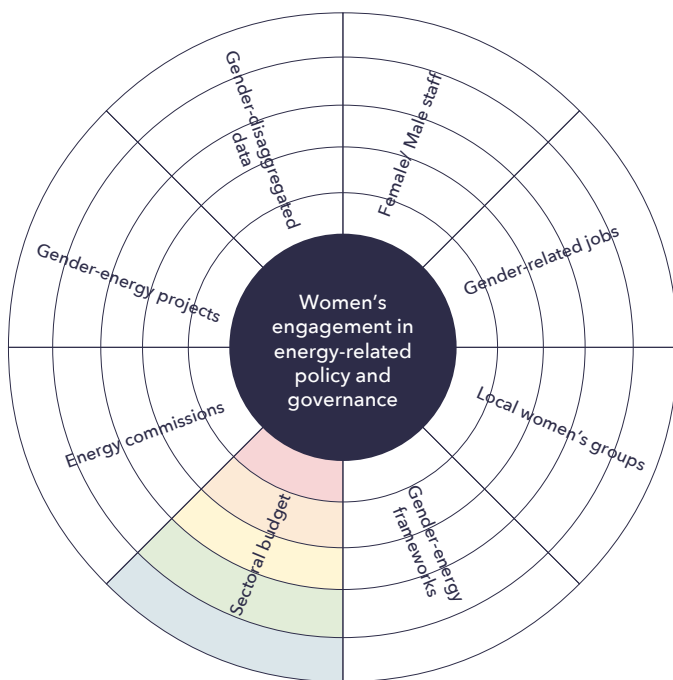 Gender-disaggregated
data
Female/ Male staff
Gender-energy projects
Gender-related jobs
Women's
engagement in
energy-related
policy and
governance
Energy commissions
Local women's groups
Sectoral budget
Gender-energy
frameworks